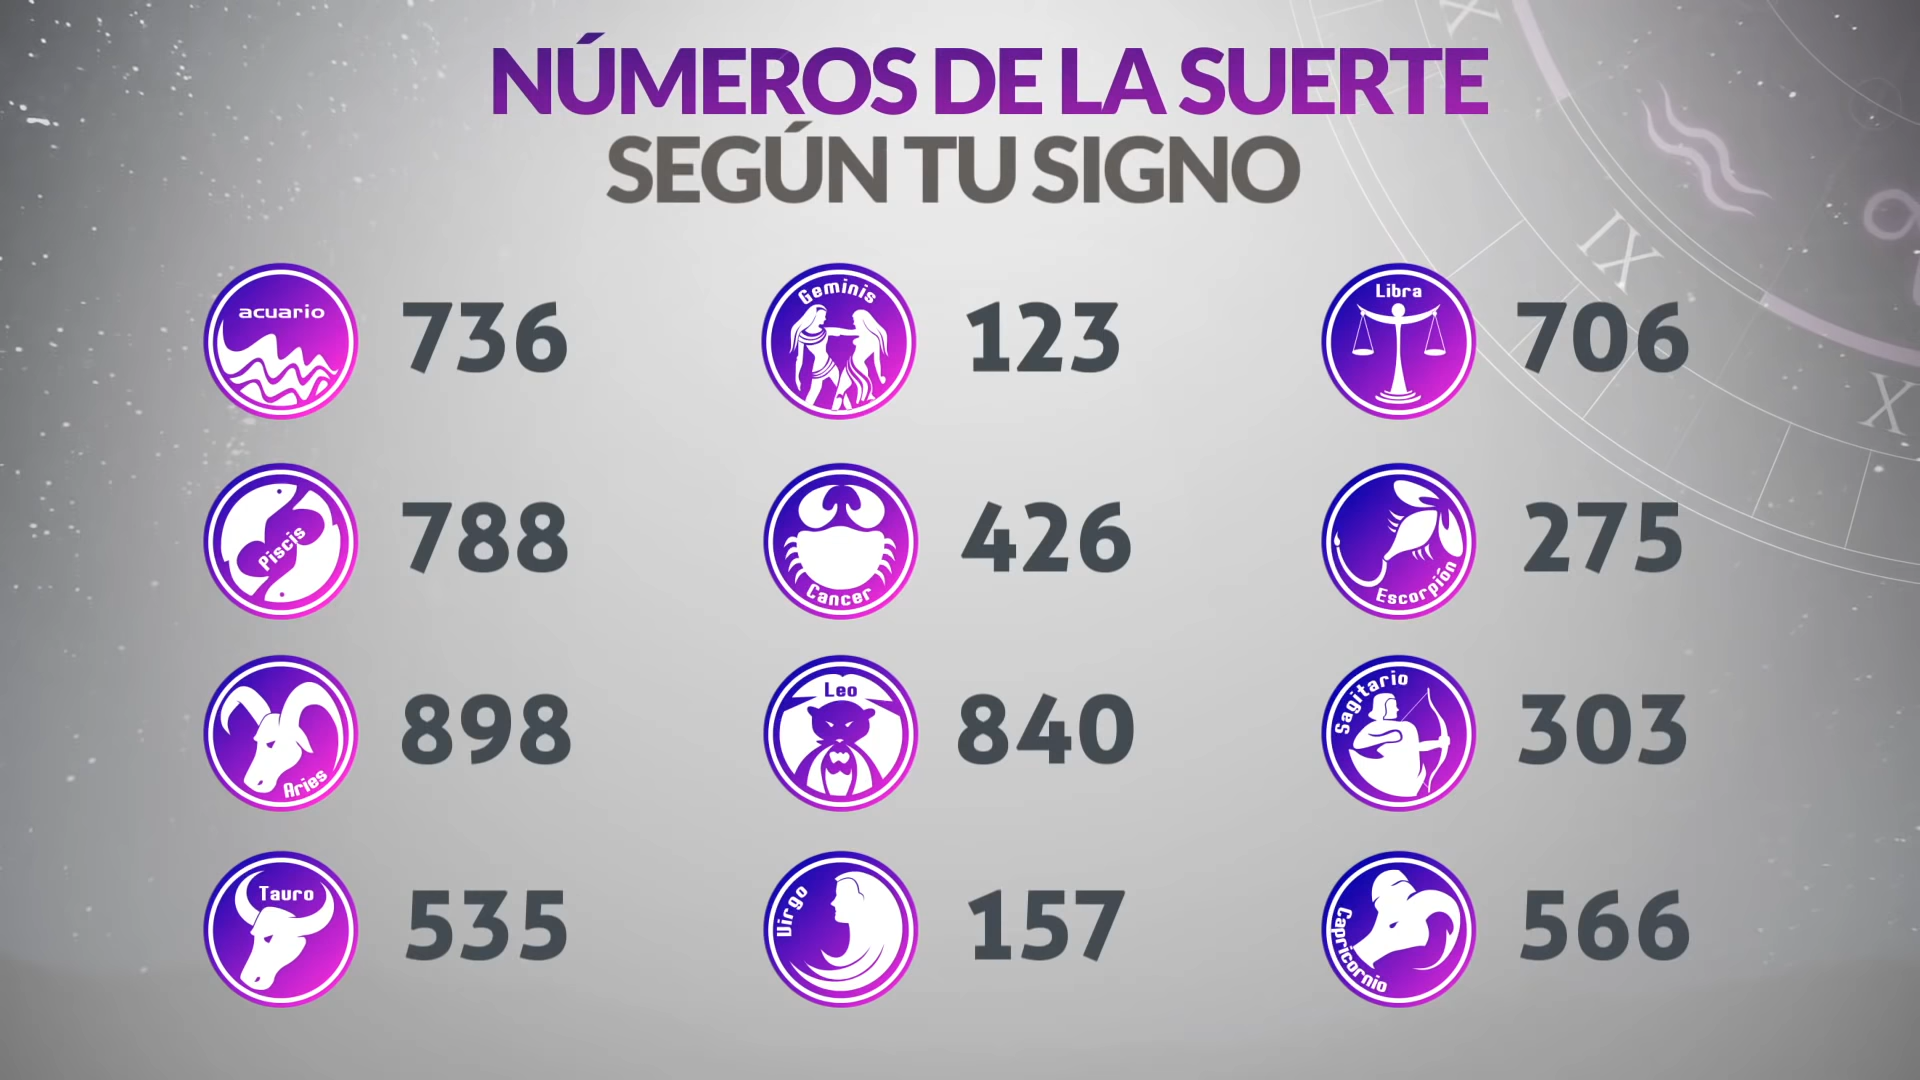 NÚMEROS DE LA SUERTE
SEGÚN TU SIGNO
acuario 736
Geminis 123
Libra 706
Piscis 788
Cancer 426
Escorpión 275
Aries 898
Leo 840
Sagitario 303
Tauro 535
Virgo 157
Capricornio 566
X
IX
X